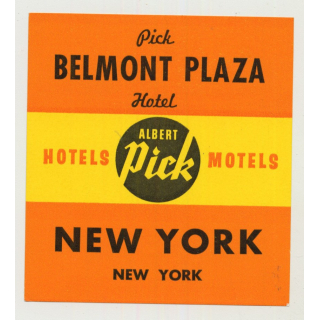 Pick
BELMONT PLAZA
Hotel
HOTELS ALBERT Pick MOTELS
NEW YORK
NEW YORK